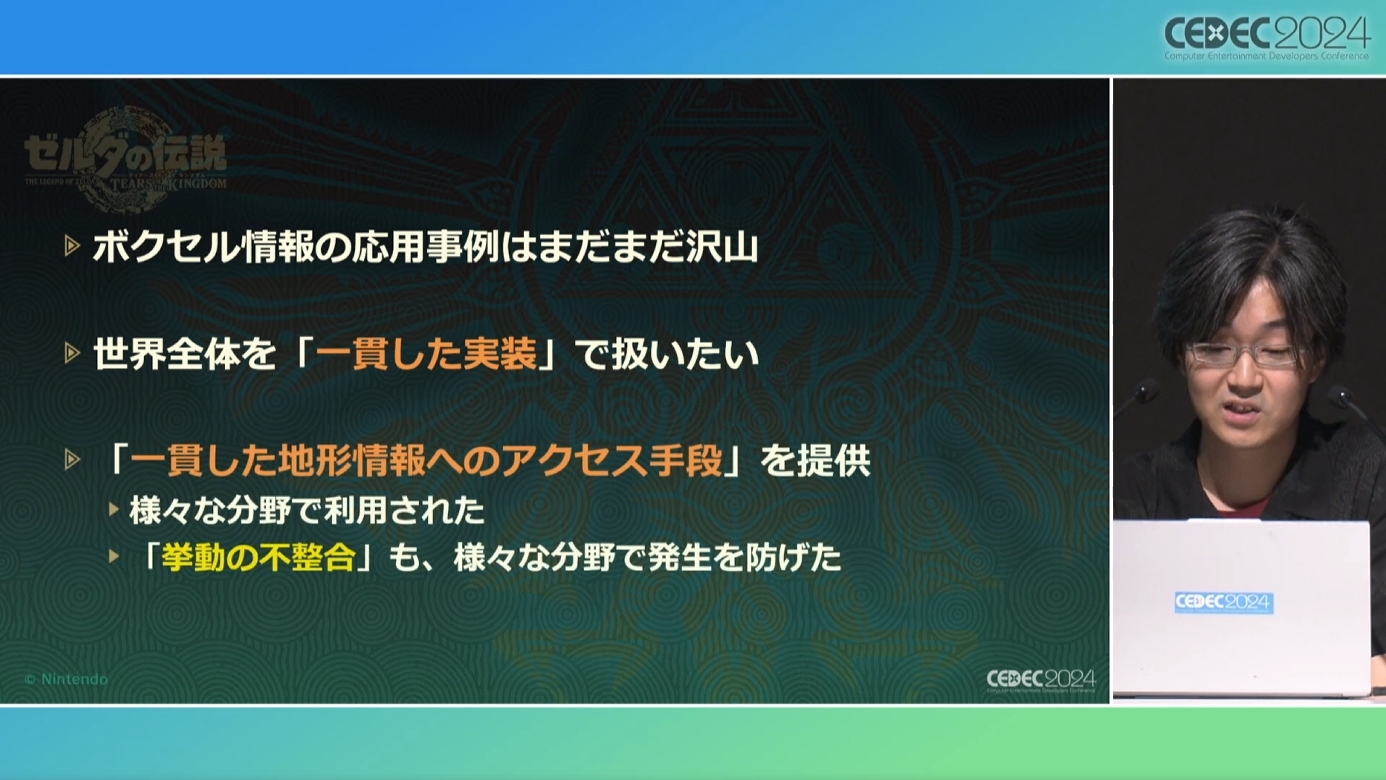 CEDEC2024
Computer Entertainment Developers Conference
ゼルダの伝説
THE LEGEND OF ZELDA
TEARS OF THE KINGDOM
ボクセル情報の応用事例はまだまだ沢山
世界全体を「一貫した実装」で扱いたい
「一貫した地形情報へのアクセス手段」を提供
様々な分野で利用された
「挙動の不整合」も、様々な分野で発生を防げた
© Nintendo
CEDEC2024
Computer Entertainment Developers Conference
CEDEC2024